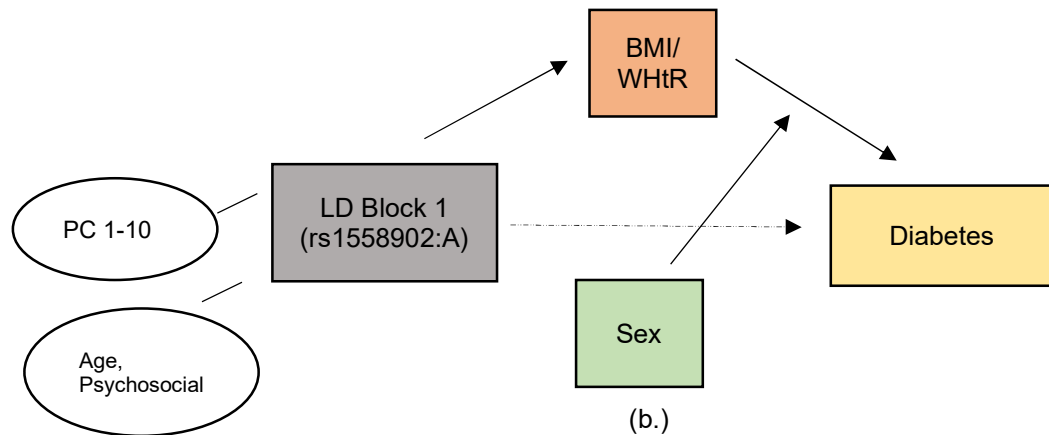 BMI/
WHtR
PC 1-10
LD Block 1
(rs1558902:A)
Diabetes
Age,
Psychosocial
Sex
(b.)